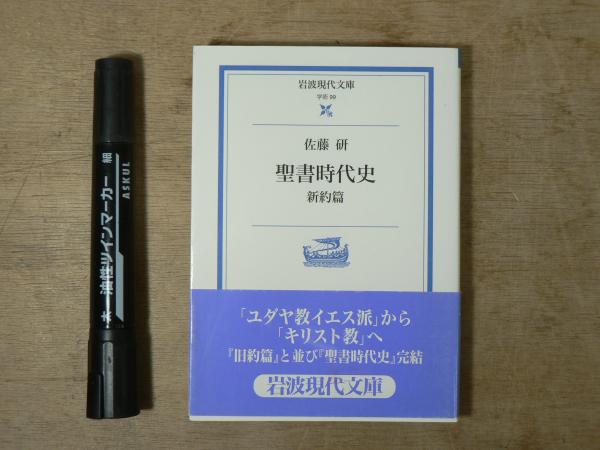 岩波現代文庫
学術 99
佐藤 研
聖書時代史
新約篇
「ユダヤ教イエス派」から
「キリスト教」へ
『旧約篇』と並び『聖書時代史』完結
岩波現代文庫
太 油性ツインマーカー 細
ASKUL